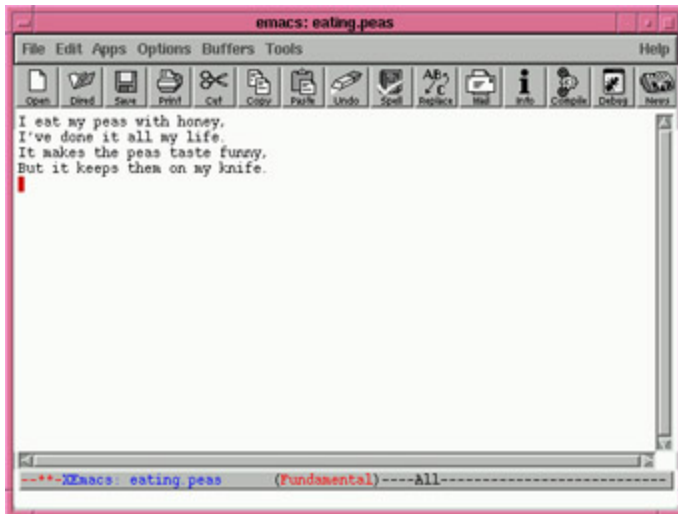 emacs: eating.peas
File Edit Apps Options Buffers Tools Help
Open Dired Save Print Cut Copy Paste Undo Spell Replace Mail Info Compile Debug News
I eat my peas with honey,
I've done it all my life.
It makes the peas taste funny,
But it keeps them on my knife.
--**-XEmacs: eating.peas (Fundamental)----All---------------------------